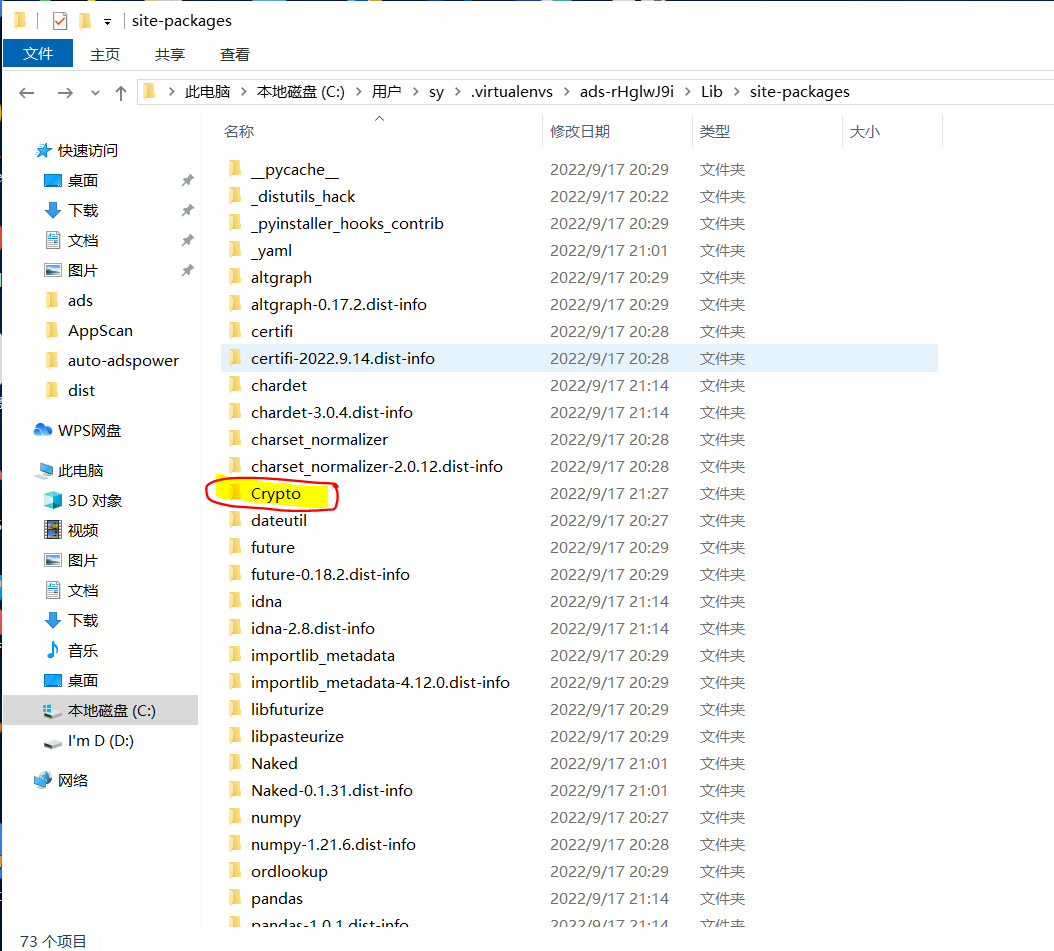 site-packages
文件 主页 共享 查看
此电脑 本地磁盘 (C:) 用户 sy .virtualenvs ads-rHglwJ9i Lib site-packages
快速访问
桌面
下载
文档
图片
ads
AppScan
auto-adspower
dist
WPS网盘
此电脑
3D 对象
视频
图片
文档
下载
音乐
桌面
本地磁盘 (C:)
I'm D (D:)
网络
名称 修改日期 类型 大小
__pycache__ 2022/9/17 20:29 文件夹
_distutils_hack 2022/9/17 20:22 文件夹
_pyinstaller_hooks_contrib 2022/9/17 20:29 文件夹
_yaml 2022/9/17 21:01 文件夹
altgraph 2022/9/17 20:29 文件夹
altgraph-0.17.2.dist-info 2022/9/17 20:29 文件夹
certifi 2022/9/17 20:28 文件夹
certifi-2022.9.14.dist-info 2022/9/17 20:28 文件夹
chardet 2022/9/17 21:14 文件夹
chardet-3.0.4.dist-info 2022/9/17 21:14 文件夹
charset_normalizer 2022/9/17 20:28 文件夹
charset_normalizer-2.0.12.dist-info 2022/9/17 20:28 文件夹
Crypto 2022/9/17 21:27 文件夹
dateutil 2022/9/17 20:27 文件夹
future 2022/9/17 20:29 文件夹
future-0.18.2.dist-info 2022/9/17 20:29 文件夹
idna 2022/9/17 21:14 文件夹
idna-2.8.dist-info 2022/9/17 21:14 文件夹
importlib_metadata 2022/9/17 20:29 文件夹
importlib_metadata-4.12.0.dist-info 2022/9/17 20:29 文件夹
libfuturize 2022/9/17 20:29 文件夹
libpasteurize 2022/9/17 20:29 文件夹
Naked 2022/9/17 21:01 文件夹
Naked-0.1.31.dist-info 2022/9/17 21:01 文件夹
numpy 2022/9/17 20:27 文件夹
numpy-1.21.6.dist-info 2022/9/17 20:28 文件夹
ordlookup 2022/9/17 20:29 文件夹
pandas 2022/9/17 21:14 文件夹
pandas-1.0.1.dist-info 2022/9/17 21:14 文件夹
73 个项目